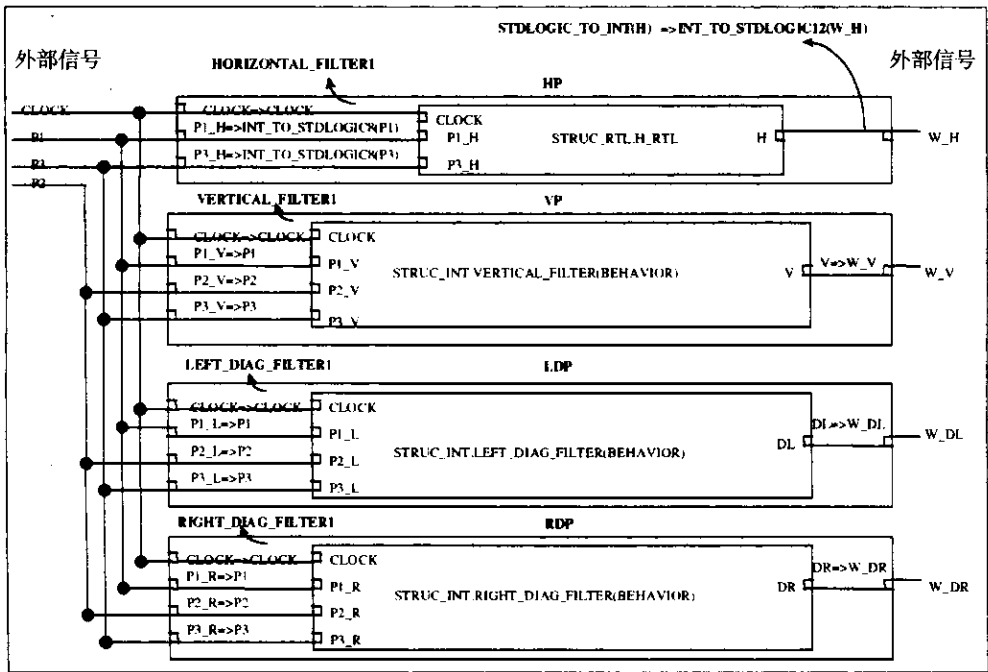 STDLOGIC_TO_INT(H) =>INT_TO_STDLOGIC12(W_H)
外部信号
外部信号
HORIZONTAL_FILTER1
HP
CLOCK
CLOCK=>CLOCK
CLOCK
P1
P1_H=>INT_TO_STDLOGIC8(P1)
P1_H
STRUC_RTL.H_RTL
H
W_H
P3
P3_H=>INT_TO_STDLOGIC8(P3)
P3_H
P2
VERTICAL_FILTER1
VP
CLOCK=>CLOCK
CLOCK
P1_V=>P1
P1_V
P2_V=>P2
P2_V
STRUC_INT.VERTICAL_FILTER(BEHAVIOR)
V
V=>W_V
W_V
P3_V=>P3
P3_V
LEFT_DIAG_FILTER1
LDP
CLOCK=>CLOCK
CLOCK
P1_L=>P1
P1_L
P2_L=>P2
P2_L
STRUC_INT.LEFT_DIAG_FILTER(BEHAVIOR)
DL
DL=>W_DL
W_DL
P3_L=>P3
P3_L
RIGHT_DIAG_FILTER1
RDP
CLOCK=>CLOCK
CLOCK
P1_R=>P1
P1_R
P2_R=>P2
P2_R
STRUC_INT.RIGHT_DIAG_FILTER(BEHAVIOR)
DR
DR=>W_DR
W_DR
P3_R=>P3
P3_R